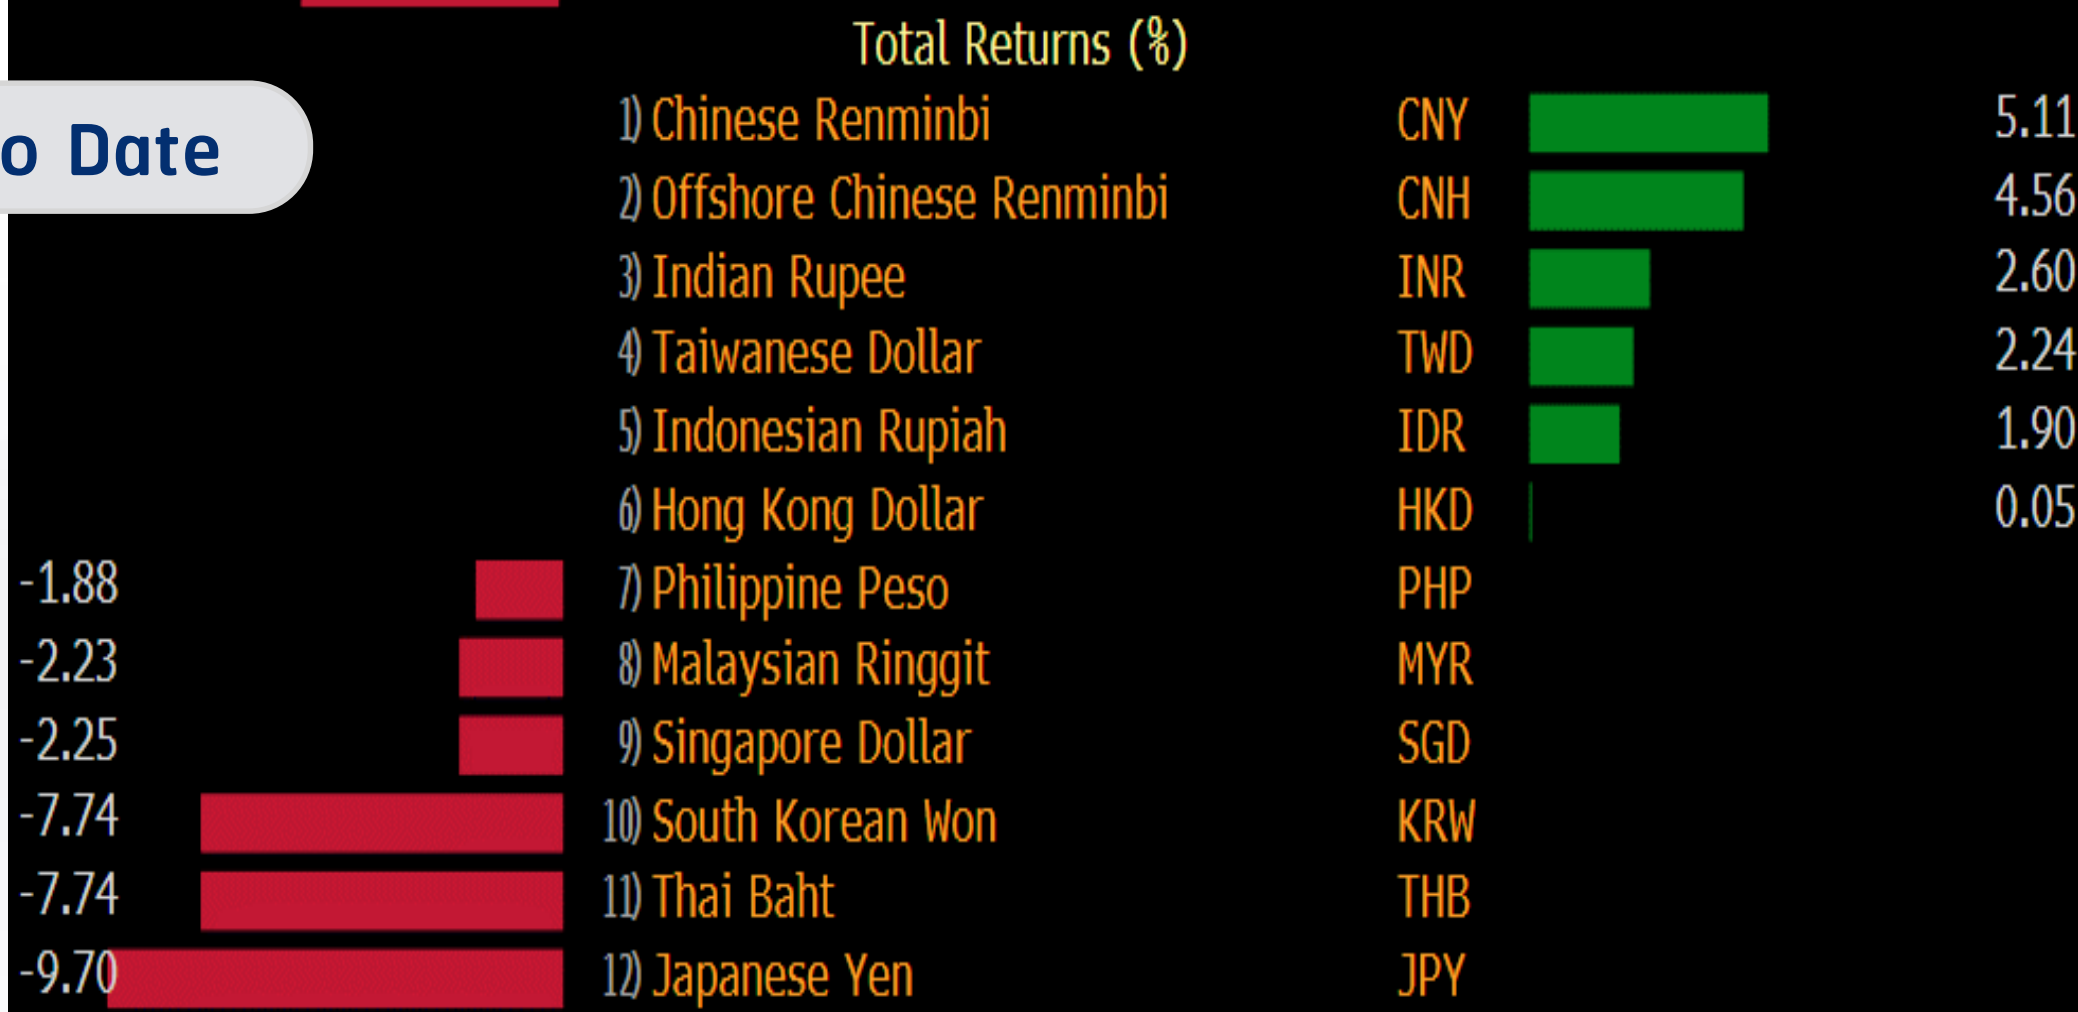 Total Returns (%)
o Date
1) Chinese Renminbi CNY 5.11
2) Offshore Chinese Renminbi CNH 4.56
3) Indian Rupee INR 2.60
4) Taiwanese Dollar TWD 2.24
5) Indonesian Rupiah IDR 1.90
6) Hong Kong Dollar HKD 0.05
-1.88 7) Philippine Peso PHP
-2.23 8) Malaysian Ringgit MYR
-2.25 9) Singapore Dollar SGD
-7.74 10) South Korean Won KRW
-7.74 11) Thai Baht THB
-9.70 12) Japanese Yen JPY